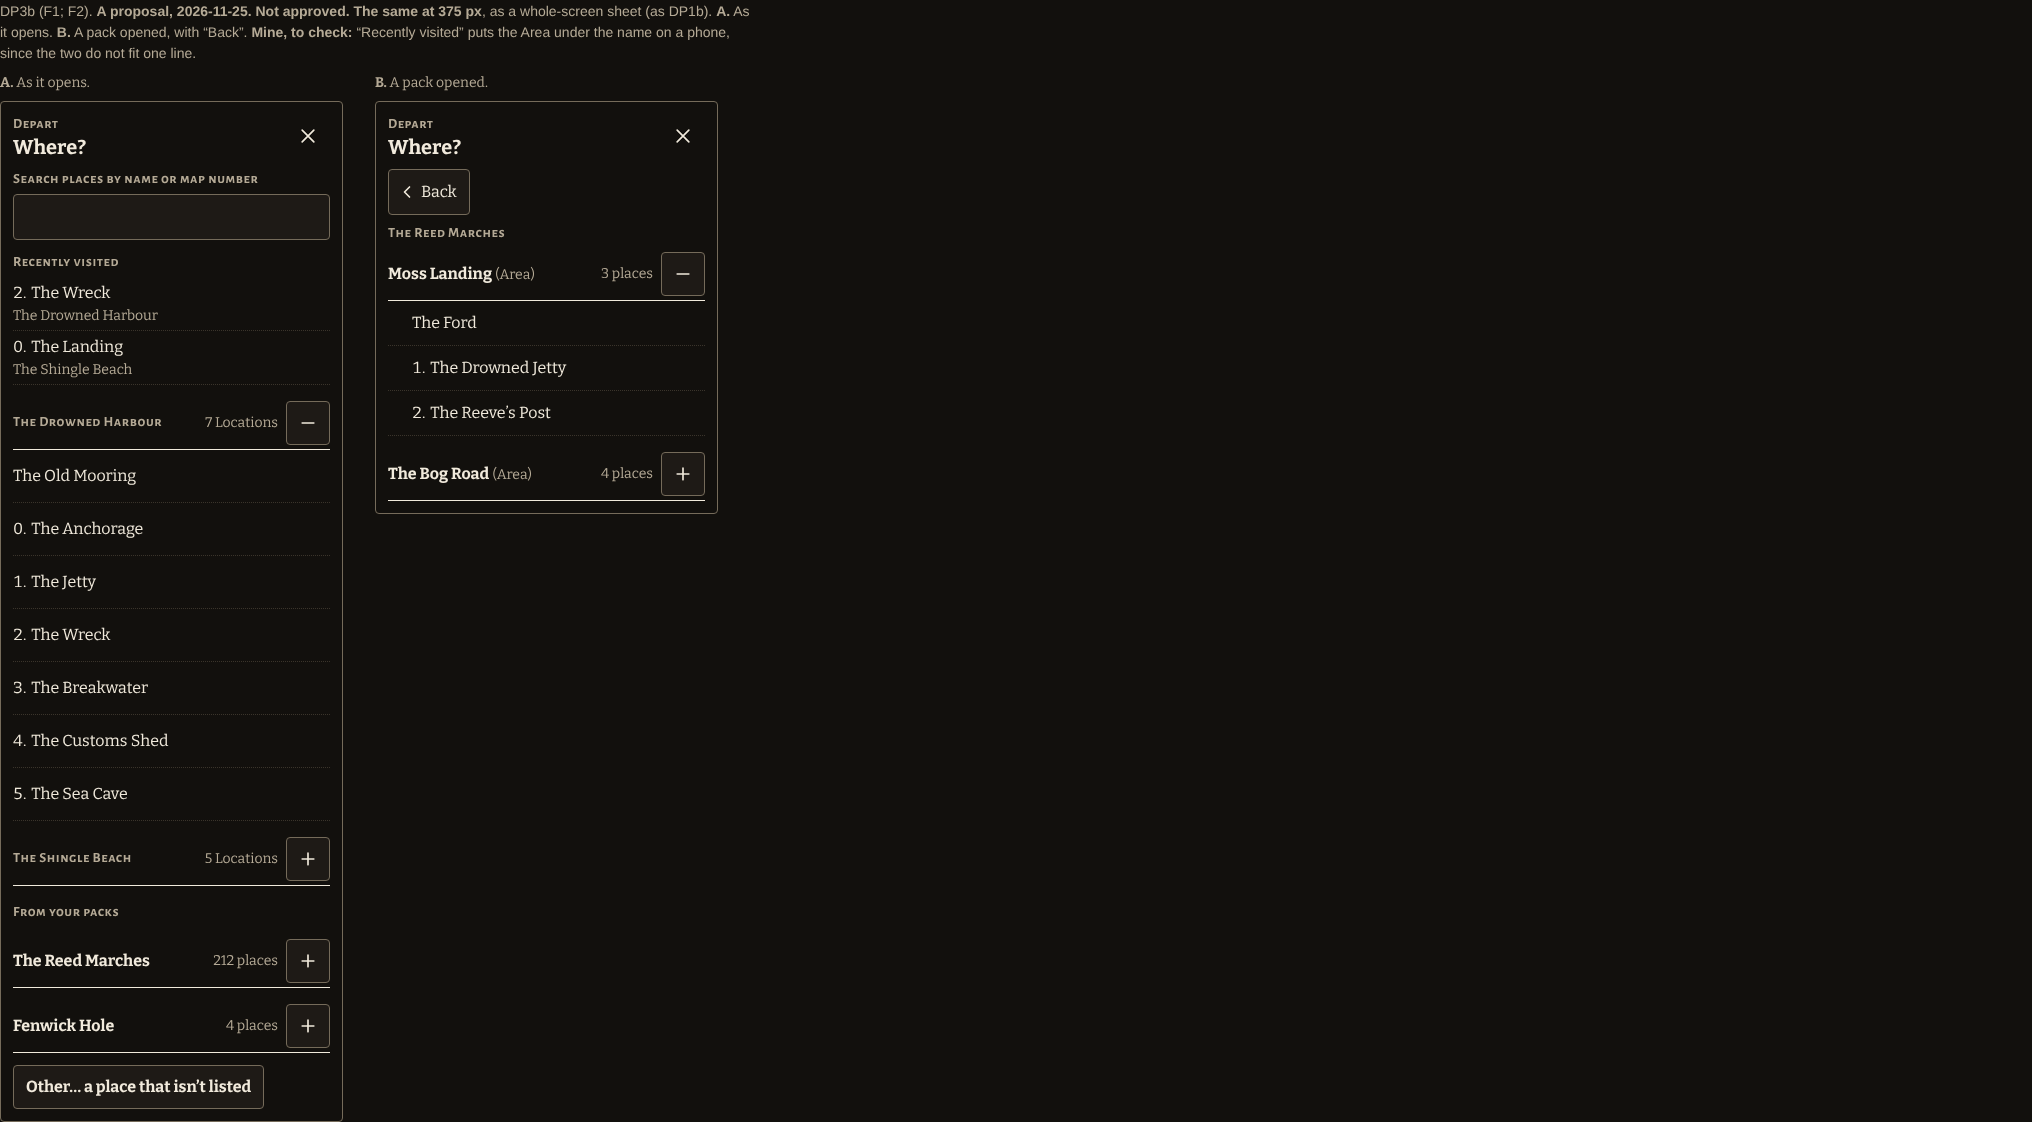 DP3b (F1; F2). A proposal, 2026-11-25. Not approved. The same at 375 px, as a whole-screen sheet (as DP1b). A. As
it opens. B. A pack opened, with “Back”. Mine, to check: “Recently visited” puts the Area under the name on a phone,
since the two do not fit one line.
A. As it opens.
Depart
Where?
Search places by name or map number
Recently visited
2. The Wreck
The Drowned Harbour
0. The Landing
The Shingle Beach
The Drowned Harbour 7 Locations −
The Old Mooring
0. The Anchorage
1. The Jetty
2. The Wreck
3. The Breakwater
4. The Customs Shed
5. The Sea Cave
The Shingle Beach 5 Locations +
From your packs
The Reed Marches 212 places +
Fenwick Hole 4 places +
Other... a place that isn’t listed
B. A pack opened.
Depart
Where?
Back
The Reed Marches
Moss Landing (Area) 3 places −
The Ford
1. The Drowned Jetty
2. The Reeve’s Post
The Bog Road (Area) 4 places +